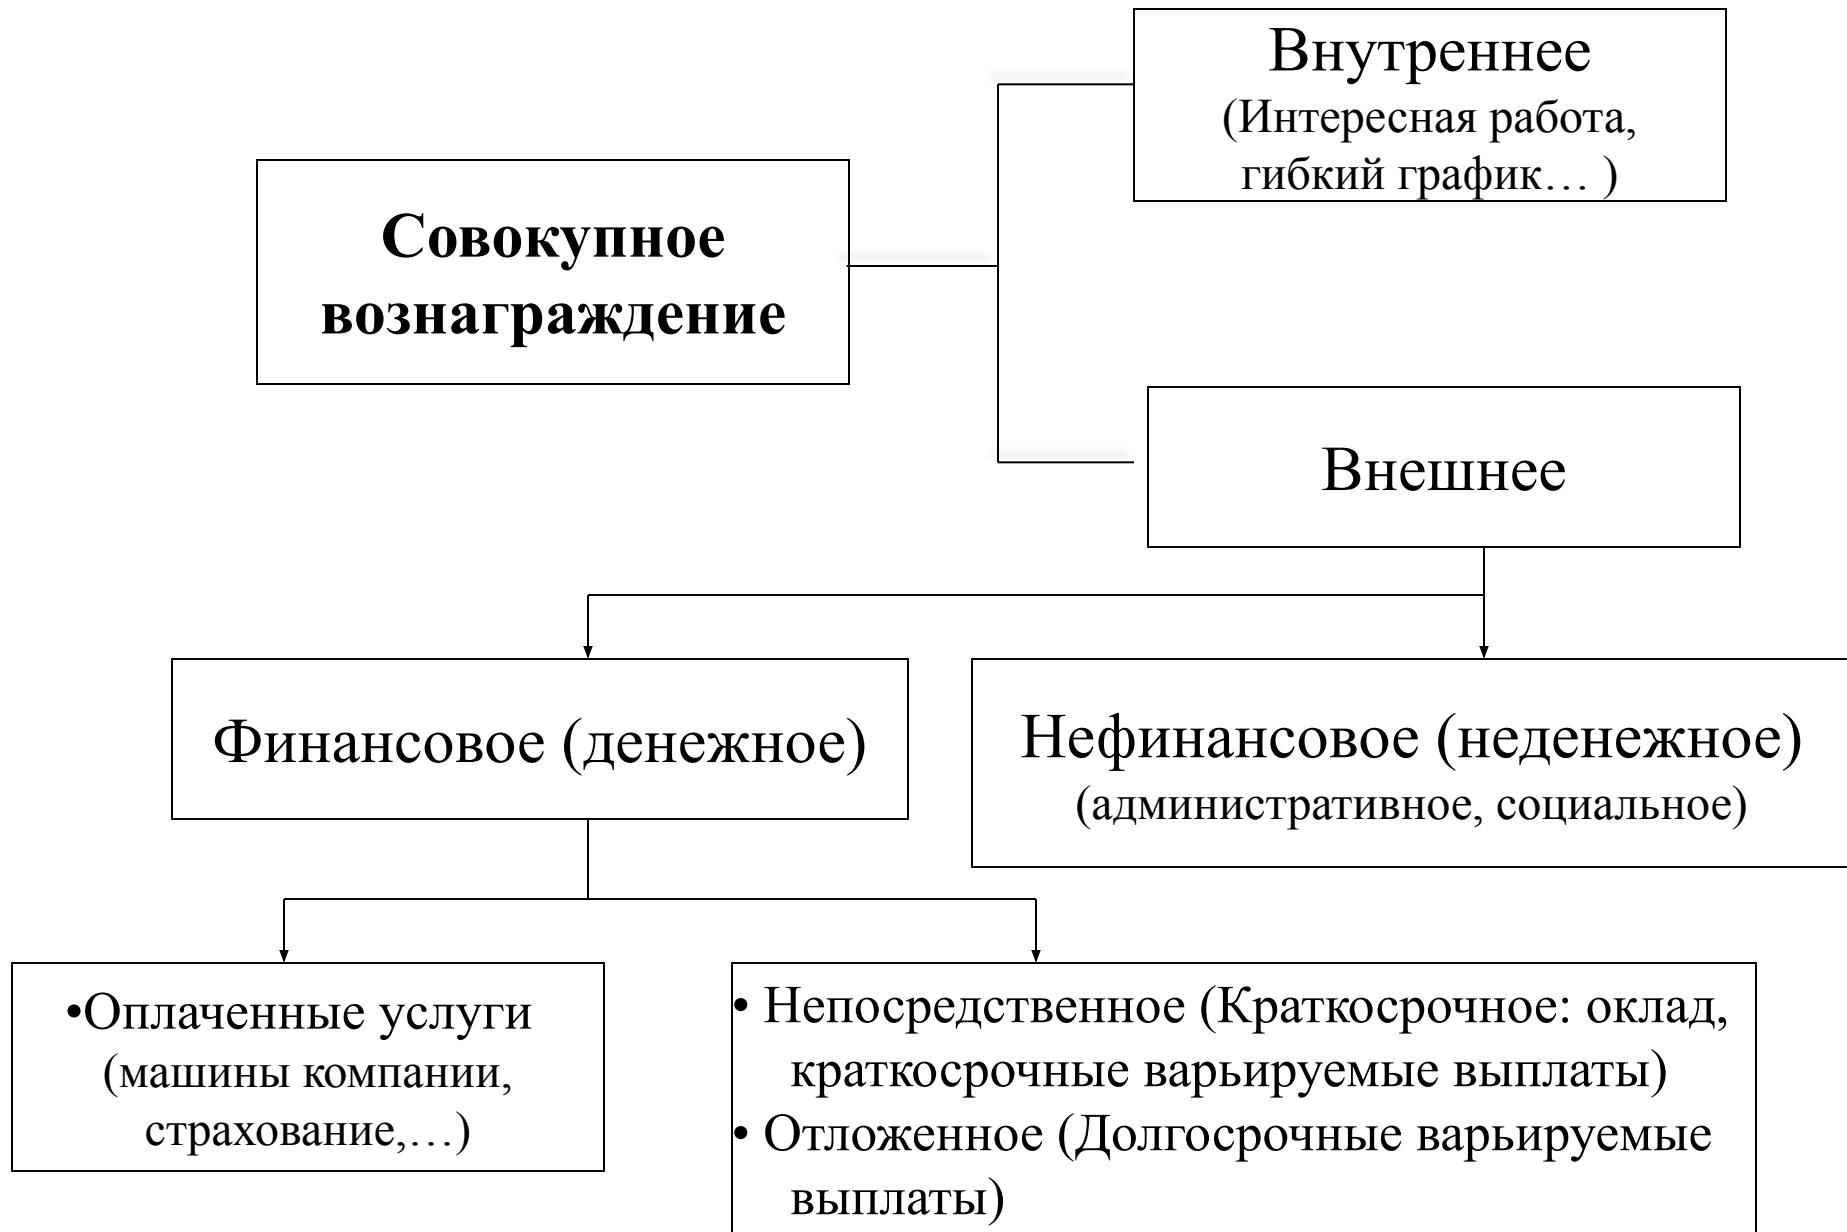 Внутреннее
(Интересная работа,
гибкий график… )
Совокупное
вознаграждение
Внешнее
Финансовое (денежное)
Нефинансовое (неденежное)
(административное, социальное)
•Оплаченные услуги
(машины компании,
страхование,…)
• Непосредственное (Краткосрочное: оклад,
краткосрочные варьируемые выплаты)
• Отложенное (Долгосрочные варьируемые
выплаты)